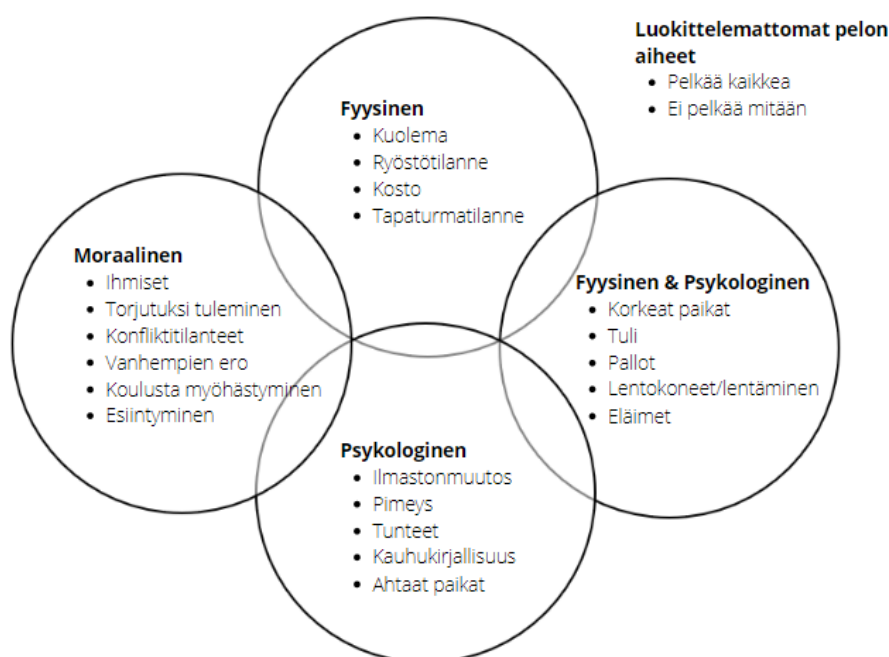 Luokittelemattomat pelon
aiheet
• Pelkää kaikkea
• Ei pelkää mitään
Fyysinen
• Kuolema
• Ryöstötilanne
• Kosto
• Tapaturmatilanne
Moraalinen
• Ihmiset
• Torjutuksi tuleminen
• Konfliktitilanteet
• Vanhempien ero
• Koulusta myöhästyminen
• Esiintyminen
Fyysinen & Psykologinen
• Korkeat paikat
• Tuli
• Pallot
• Lentokoneet/lentäminen
• Eläimet
Psykologinen
• Ilmastonmuutos
• Pimeys
• Tunteet
• Kauhukirjallisuus
• Ahtaat paikat